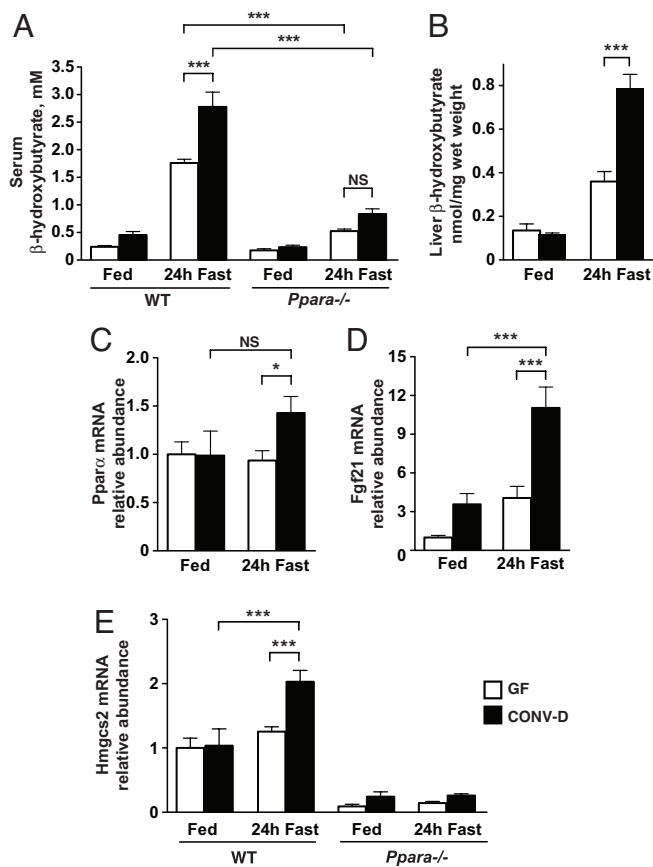 A
***
***
***
NS
Serum
β-hydroxybutyrate, mM
3.5
3.0
2.5
2.0
1.5
1.0
0.5
0
Fed
24h Fast
Fed
24h Fast
WT
Ppara-/-
B
***
Liver β-hydroxybutyrate
nmol/mg wet weight
0.8
0.6
0.4
0.2
0
Fed
24h Fast
C
NS
*
Pparα mRNA
relative abundance
2.0
1.5
1.0
0.5
0
Fed
24h Fast
D
***
***
Fgf21 mRNA
relative abundance
15
12
9
6
3
0
Fed
24h Fast
E
***
***
Hmgcs2 mRNA
relative abundance
3
2
1
0
Fed
24h Fast
Fed
24h Fast
WT
Ppara-/-
GF
CONV-D